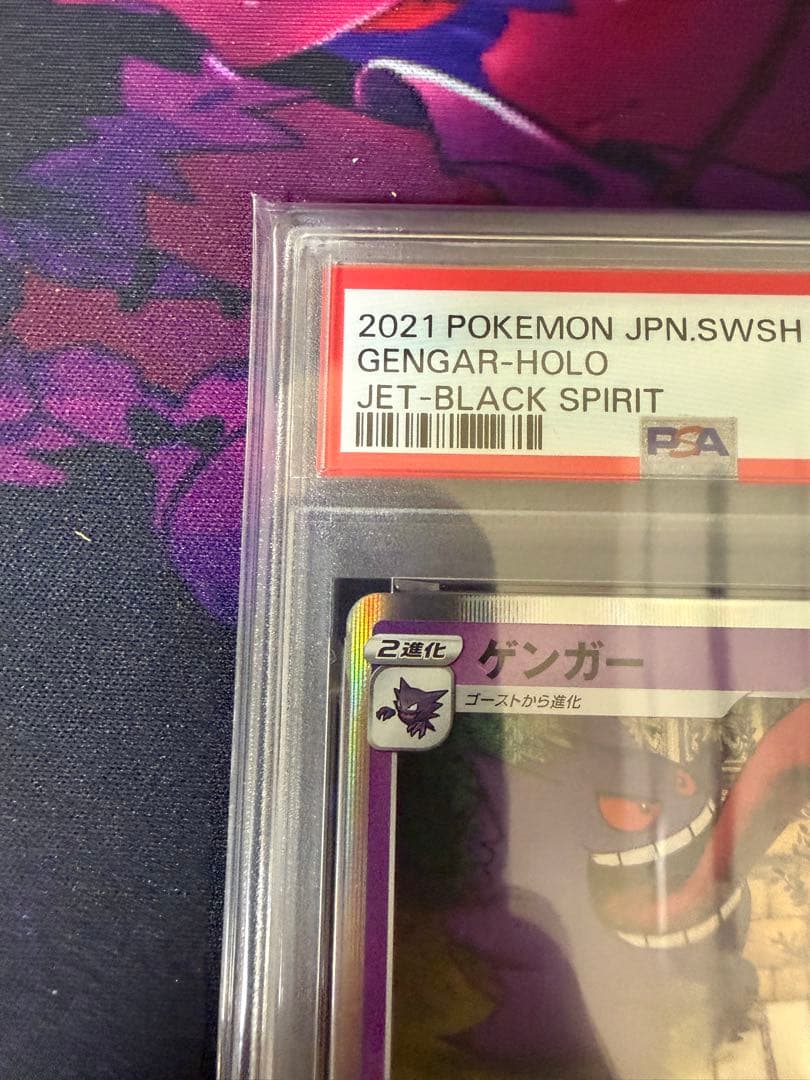 2021 POKEMON JPN.SWSH
GENGAR-HOLO
JET-BLACK SPIRIT
PSA
2進化
ゲンガー
ゴーストから進化